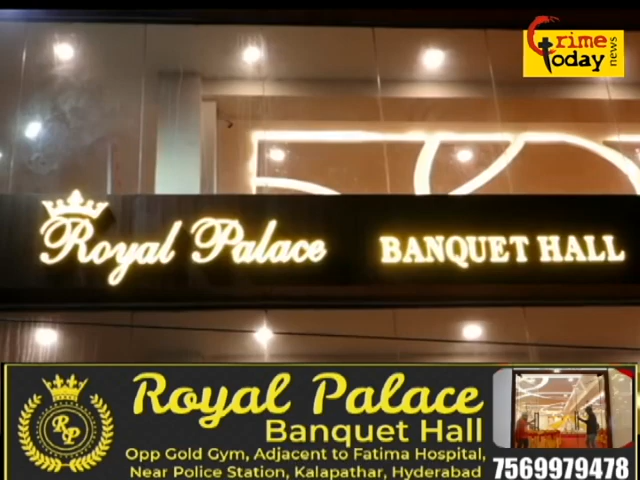 Crime
Today
news
Royal Palace BANQUET HALL
RP
Royal Palace
Banquet Hall
Opp Gold Gym, Adjacent to Fatima Hospital,
Near Police Station, Kalapathar, Hyderabad
7569979478